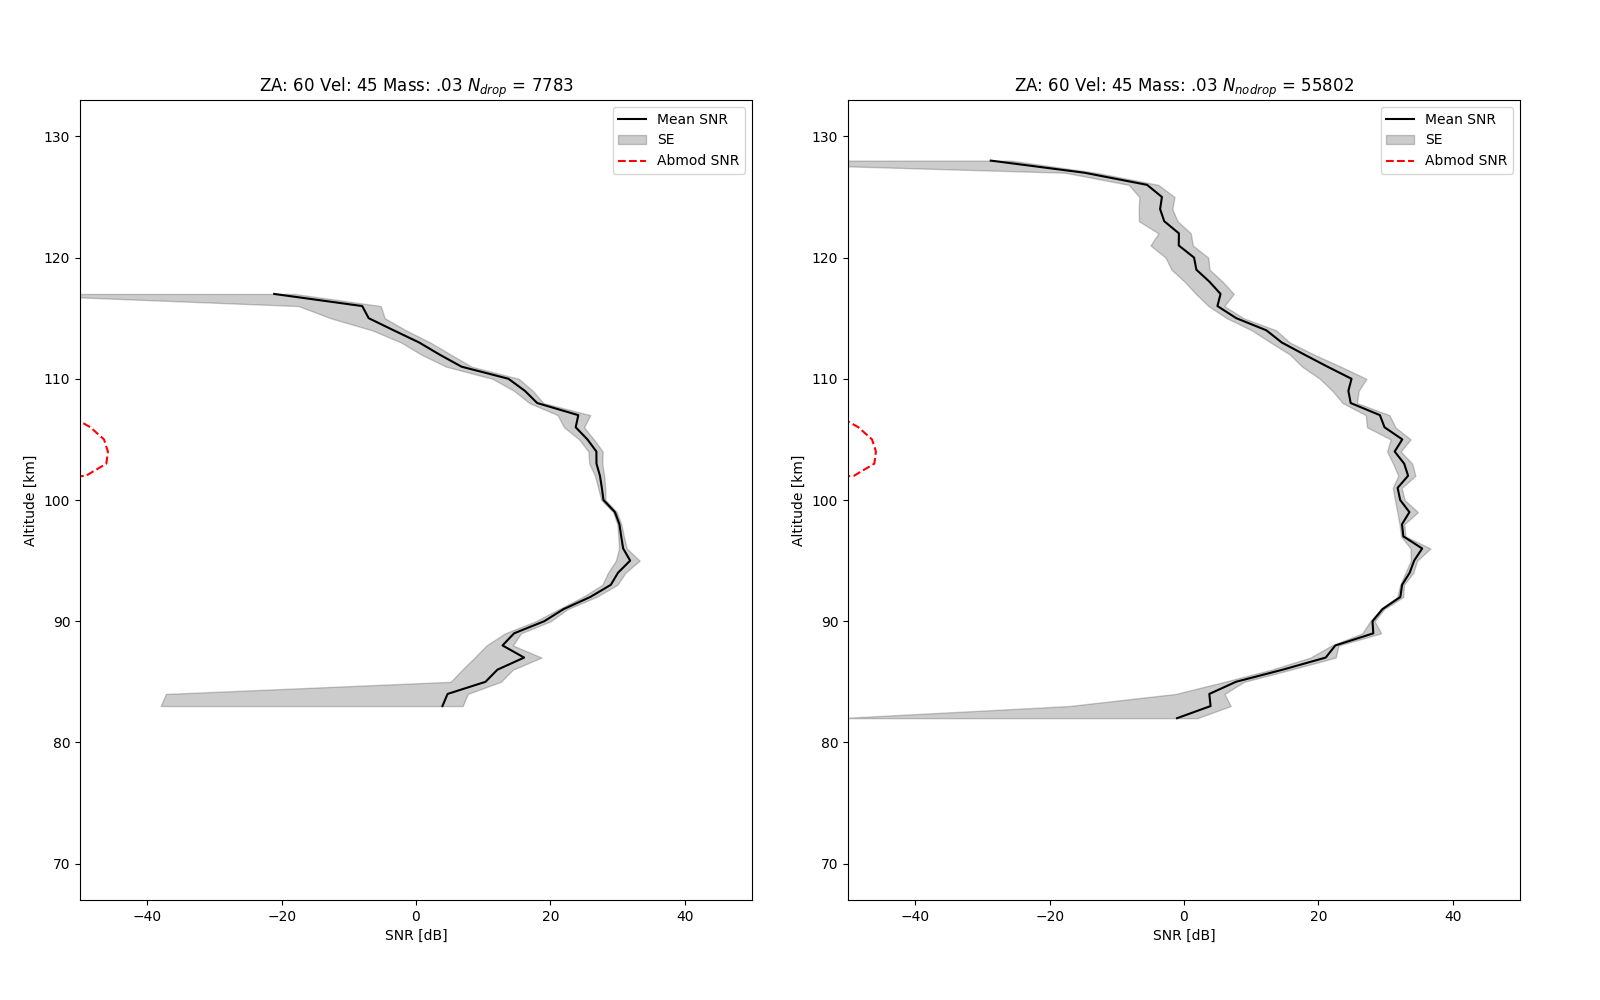 ZA: 60 Vel: 45 Mass: .03 N_drop = 7783
Mean SNR
SE
Abmod SNR
130
120
110
100
90
80
70
Altitude [km]
−40
−20
0
20
40
SNR [dB]
ZA: 60 Vel: 45 Mass: .03 N_nodrop = 55802
Mean SNR
SE
Abmod SNR
130
120
110
100
90
80
70
Altitude [km]
−40
−20
0
20
40
SNR [dB]